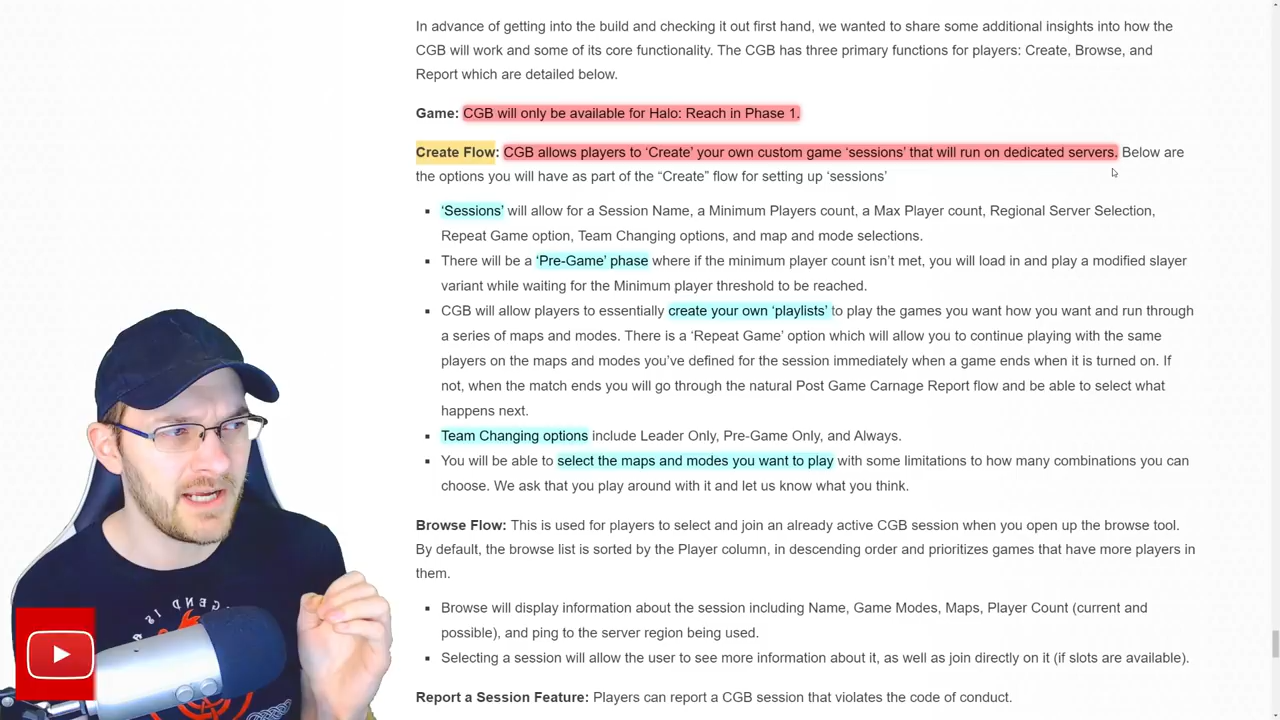 In advance of getting into the build and checking it out first hand, we wanted to share some additional insights into how the
CGB will work and some of its core functionality. The CGB has three primary functions for players: Create, Browse, and
Report which are detailed below.
Game: CGB will only be available for Halo: Reach in Phase 1.
Create Flow: CGB allows players to ‘Create’ your own custom game ‘sessions’ that will run on dedicated servers. Below are
the options you will have as part of the “Create” flow for setting up ‘sessions’
▪ ‘Sessions’ will allow for a Session Name, a Minimum Players count, a Max Player count, Regional Server Selection,
Repeat Game option, Team Changing options, and map and mode selections.
▪ There will be a ‘Pre-Game’ phase where if the minimum player count isn’t met, you will load in and play a modified slayer
variant while waiting for the Minimum player threshold to be reached.
▪ CGB will allow players to essentially create your own ‘playlists’ to play the games you want how you want and run through
a series of maps and modes. There is a ‘Repeat Game’ option which will allow you to continue playing with the same
players on the maps and modes you’ve defined for the session immediately when a game ends when it is turned on. If
not, when the match ends you will go through the natural Post Game Carnage Report flow and be able to select what
happens next.
▪ Team Changing options include Leader Only, Pre-Game Only, and Always.
▪ You will be able to select the maps and modes you want to play with some limitations to how many combinations you can
choose. We ask that you play around with it and let us know what you think.
Browse Flow: This is used for players to select and join an already active CGB session when you open up the browse tool.
By default, the browse list is sorted by the Player column, in descending order and prioritizes games that have more players in
them.
▪ Browse will display information about the session including Name, Game Modes, Maps, Player Count (current and
possible), and ping to the server region being used.
▪ Selecting a session will allow the user to see more information about it, as well as join directly on it (if slots are available).
Report a Session Feature: Players can report a CGB session that violates the code of conduct.